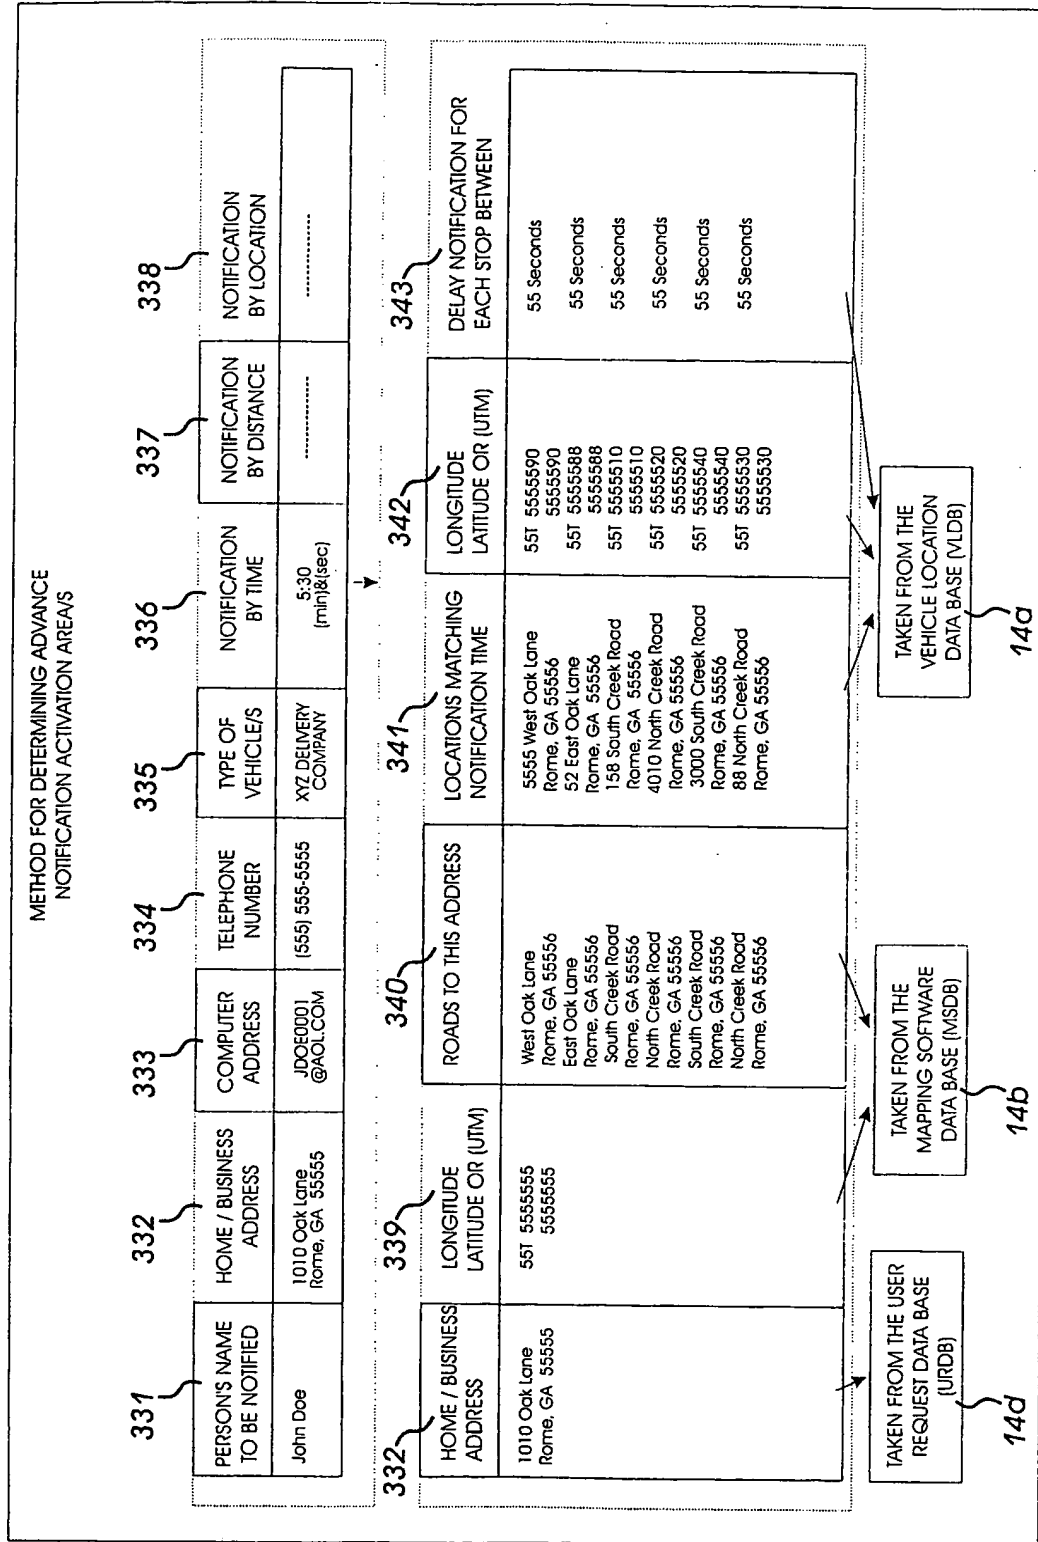 METHOD FOR DETERMINING ADVANCE
NOTIFICATION ACTIVATION AREA/S
331
332
333
334
335
336
337
338
PERSON'S NAME
TO BE NOTIFIED
HOME / BUSINESS
ADDRESS
COMPUTER
ADDRESS
TELEPHONE
NUMBER
TYPE OF
VEHICLE/S
NOTIFICATION
BY TIME
NOTIFICATION
BY DISTANCE
NOTIFICATION
BY LOCATION
John Doe
1010 Oak Lane
Rome, GA 55555
JDOE0001
@AOL.COM
(555) 555-5555
XYZ DELIVERY
COMPANY
5:30
(min)&(sec)
--------------
--------------
332
339
340
341
342
343
HOME / BUSINESS
ADDRESS
LONGITUDE
LATITUDE OR (UTM)
ROADS TO THIS ADDRESS
LOCATIONS MATCHING
NOTIFICATION TIME
LONGITUDE
LATITUDE OR (UTM)
DELAY NOTIFICATION FOR
EACH STOP BETWEEN
1010 Oak Lane
Rome, GA 55555
55T 5555555
5555555
West Oak Lane
Rome, GA 55556
East Oak Lane
Rome, GA 55556
South Creek Road
Rome, GA 55556
North Creek Road
Rome, GA 55556
South Creek Road
Rome, GA 55556
North Creek Road
Rome, GA 55556
5555 West Oak Lane
Rome, GA 55556
52 East Oak Lane
Rome, GA 55556
158 South Creek Road
Rome, GA 55556
4010 North Creek Road
Rome, GA 55556
3000 South Creek Road
Rome, GA 55556
88 North Creek Road
Rome, GA 55556
55T 5555590
5555590
55T 5555588
5555588
55T 5555510
5555510
55T 5555520
5555520
55T 5555540
5555540
55T 5555530
5555530
55 Seconds
55 Seconds
55 Seconds
55 Seconds
55 Seconds
55 Seconds
TAKEN FROM THE USER
REQUEST DATA BASE
(URDB)
14d
TAKEN FROM THE
MAPPING SOFTWARE
DATA BASE (MSDB)
14b
TAKEN FROM THE
VEHICLE LOCATION
DATA BASE (VLDB)
14a